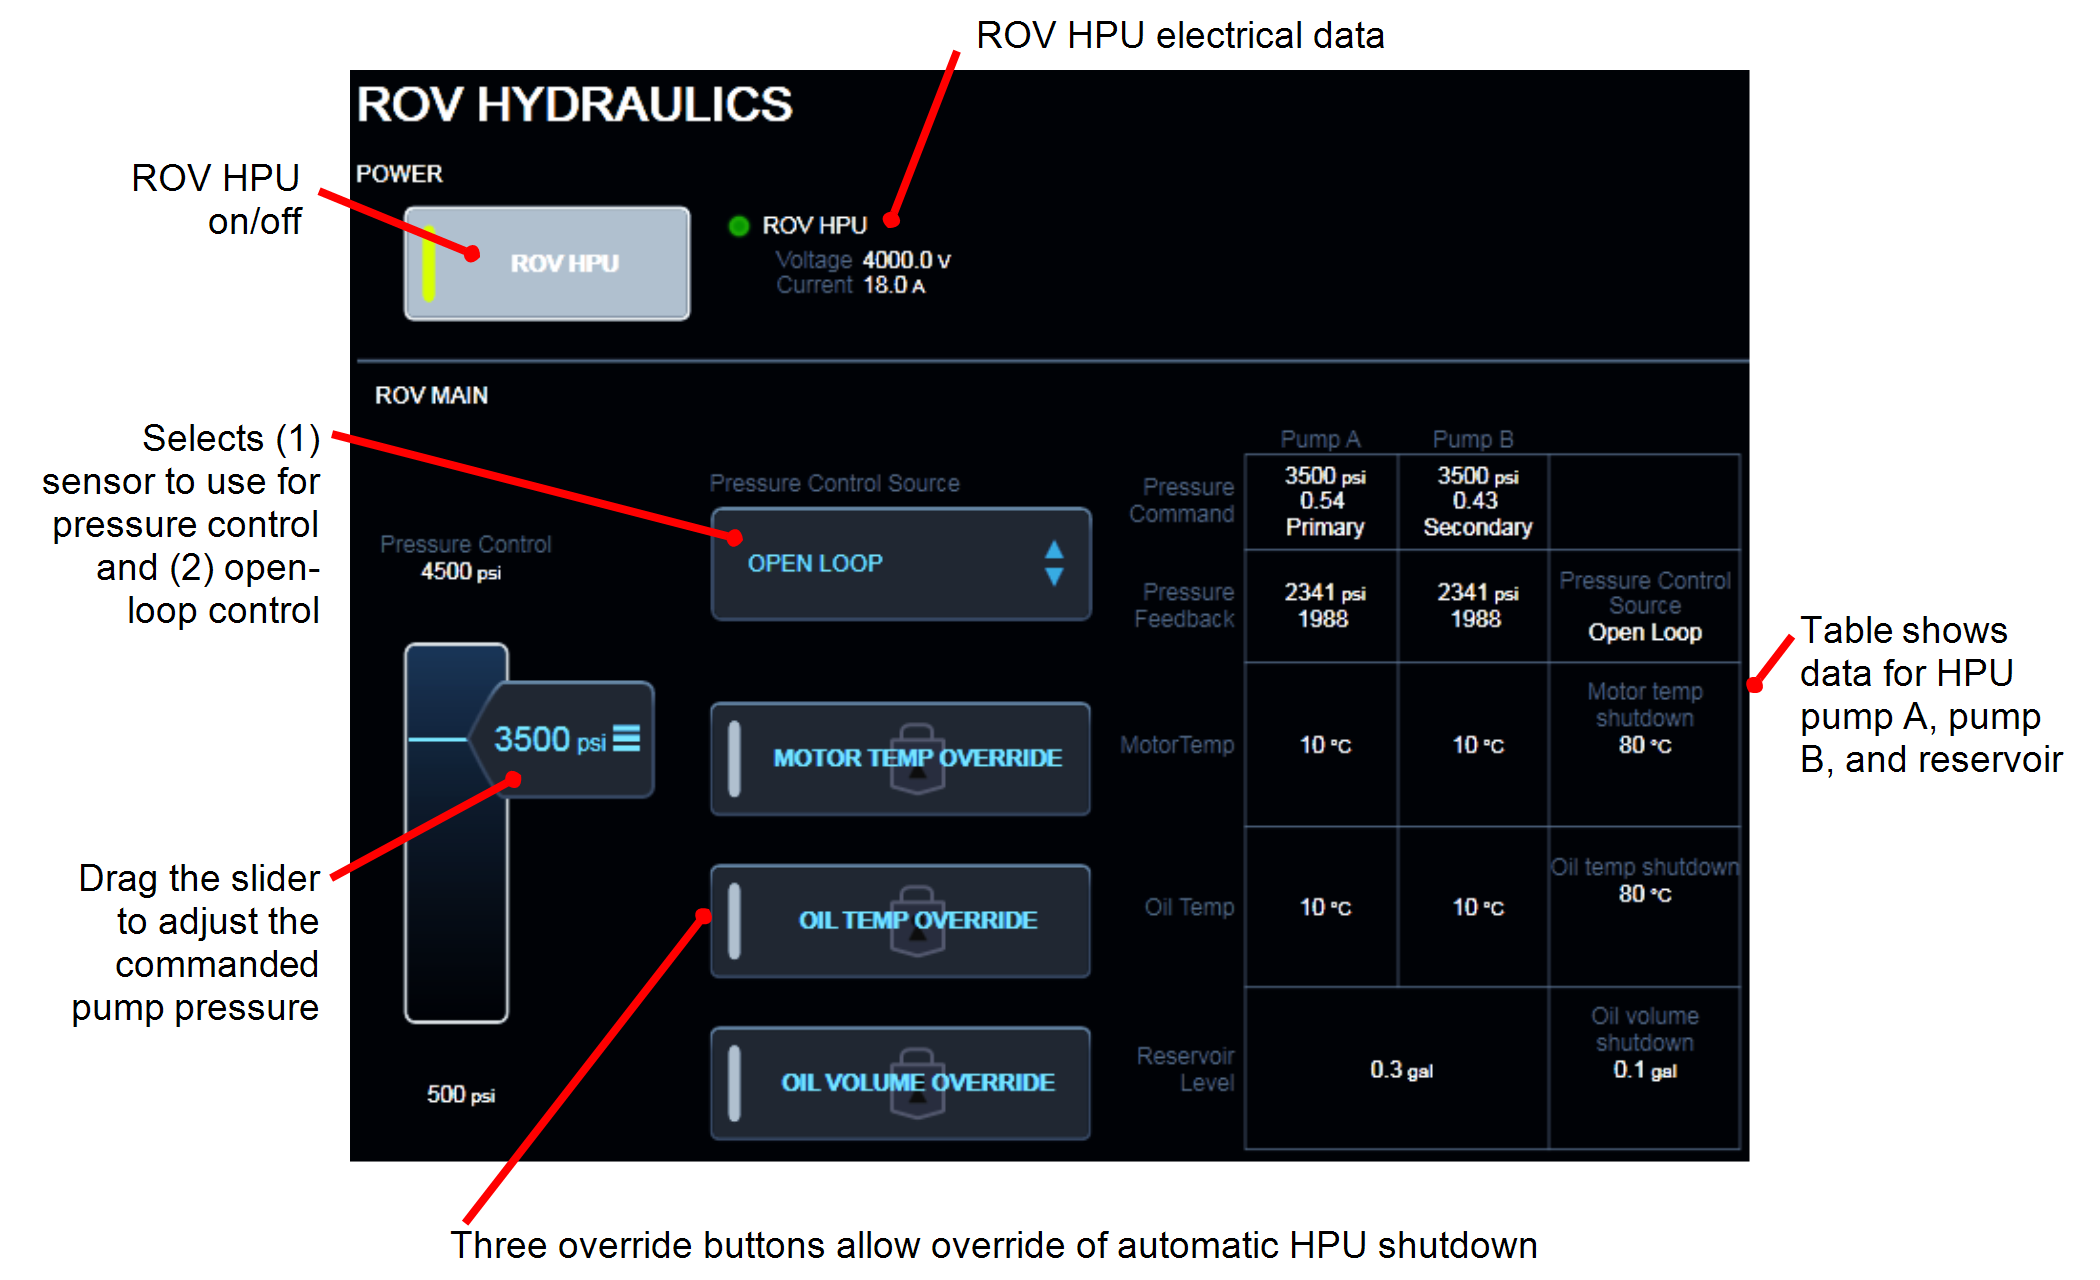 ROV HPU electrical data
ROV HYDRAULICS
POWER
ROV HPU
on/off
ROV HPU
ROV HPU
Voltage 4000.0 V
Current 18.0 A
ROV MAIN
Selects (1)
sensor to use for
pressure control
and (2) open-
loop control
Pressure Control
4500 psi
3500 psi
500 psi
Drag the slider
to adjust the
commanded
pump pressure
Pressure Control Source
OPEN LOOP
MOTOR TEMP OVERRIDE
OIL TEMP OVERRIDE
OIL VOLUME OVERRIDE
Pump A Pump B
Pressure
Command
3500 psi
0.54
Primary
3500 psi
0.43
Secondary
Pressure
Feedback
2341 psi
1988
2341 psi
1988
Pressure Control
Source
Open Loop
MotorTemp
10 °C
10 °C
Motor temp
shutdown
80 °C
Oil Temp
10 °C
10 °C
Oil temp shutdown
80 °C
Reservoir
Level
0.3 gal
Oil volume
shutdown
0.1 gal
Table shows
data for HPU
pump A, pump
B, and reservoir
Three override buttons allow override of automatic HPU shutdown